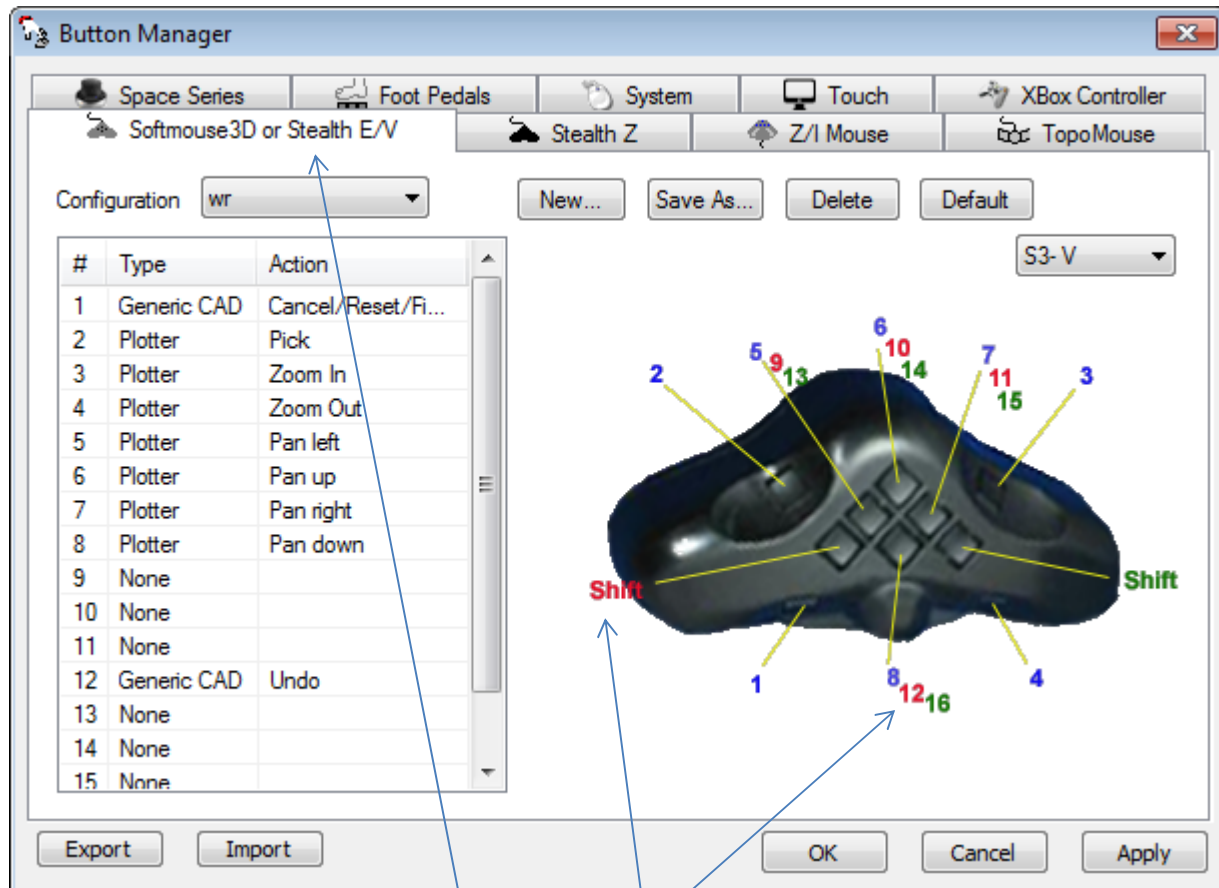 Button Manager
Space Series Foot Pedals System Touch XBox Controller
Softmouse3D or Stealth E/V Stealth Z Z/I Mouse TopoMouse
Configuration wr New... Save As... Delete Default
S3- V
# Type Action
1 Generic CAD Cancel/Reset/Fi...
2 Plotter Pick
3 Plotter Zoom In
4 Plotter Zoom Out
5 Plotter Pan left
6 Plotter Pan up
7 Plotter Pan right
8 Plotter Pan down
9 None
10 None
11 None
12 Generic CAD Undo
13 None
14 None
15 None
6 10 14
5 9 13
7 11 15
2
3
Shift
Shift
1
8 12 16
4
Export Import OK Cancel Apply